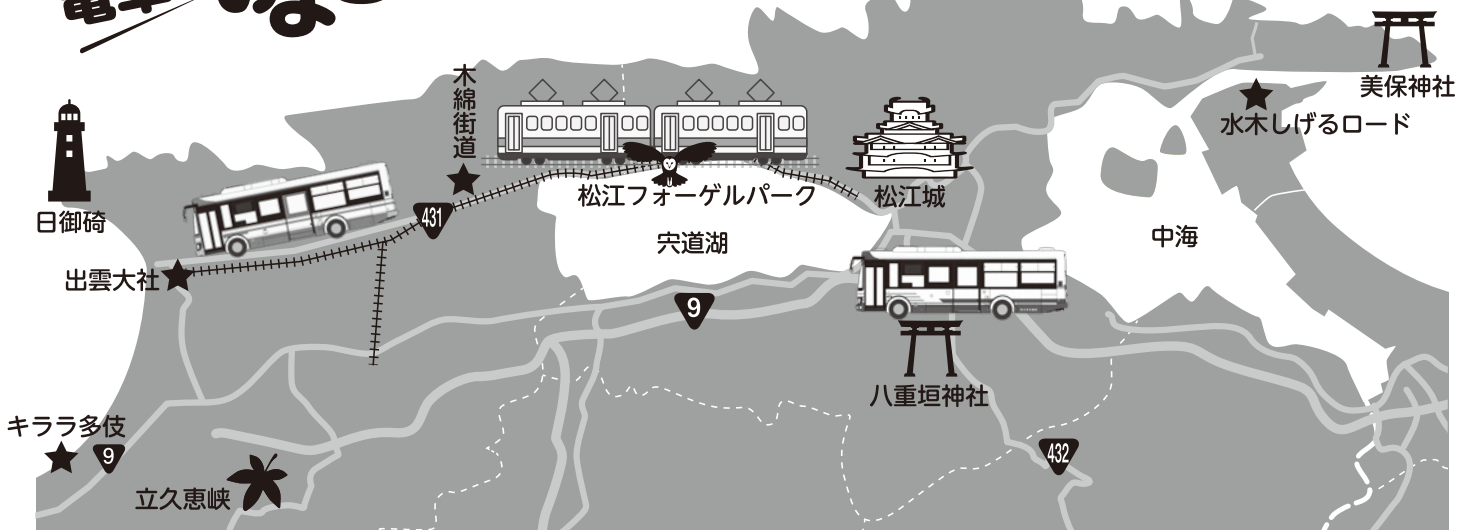 美保神社
木綿街道
水木しげるロード
松江フォーゲルパーク
松江城
日御碕
431
宍道湖
中海
出雲大社
9
八重垣神社
キララ多伎
9
432
立久恵峡